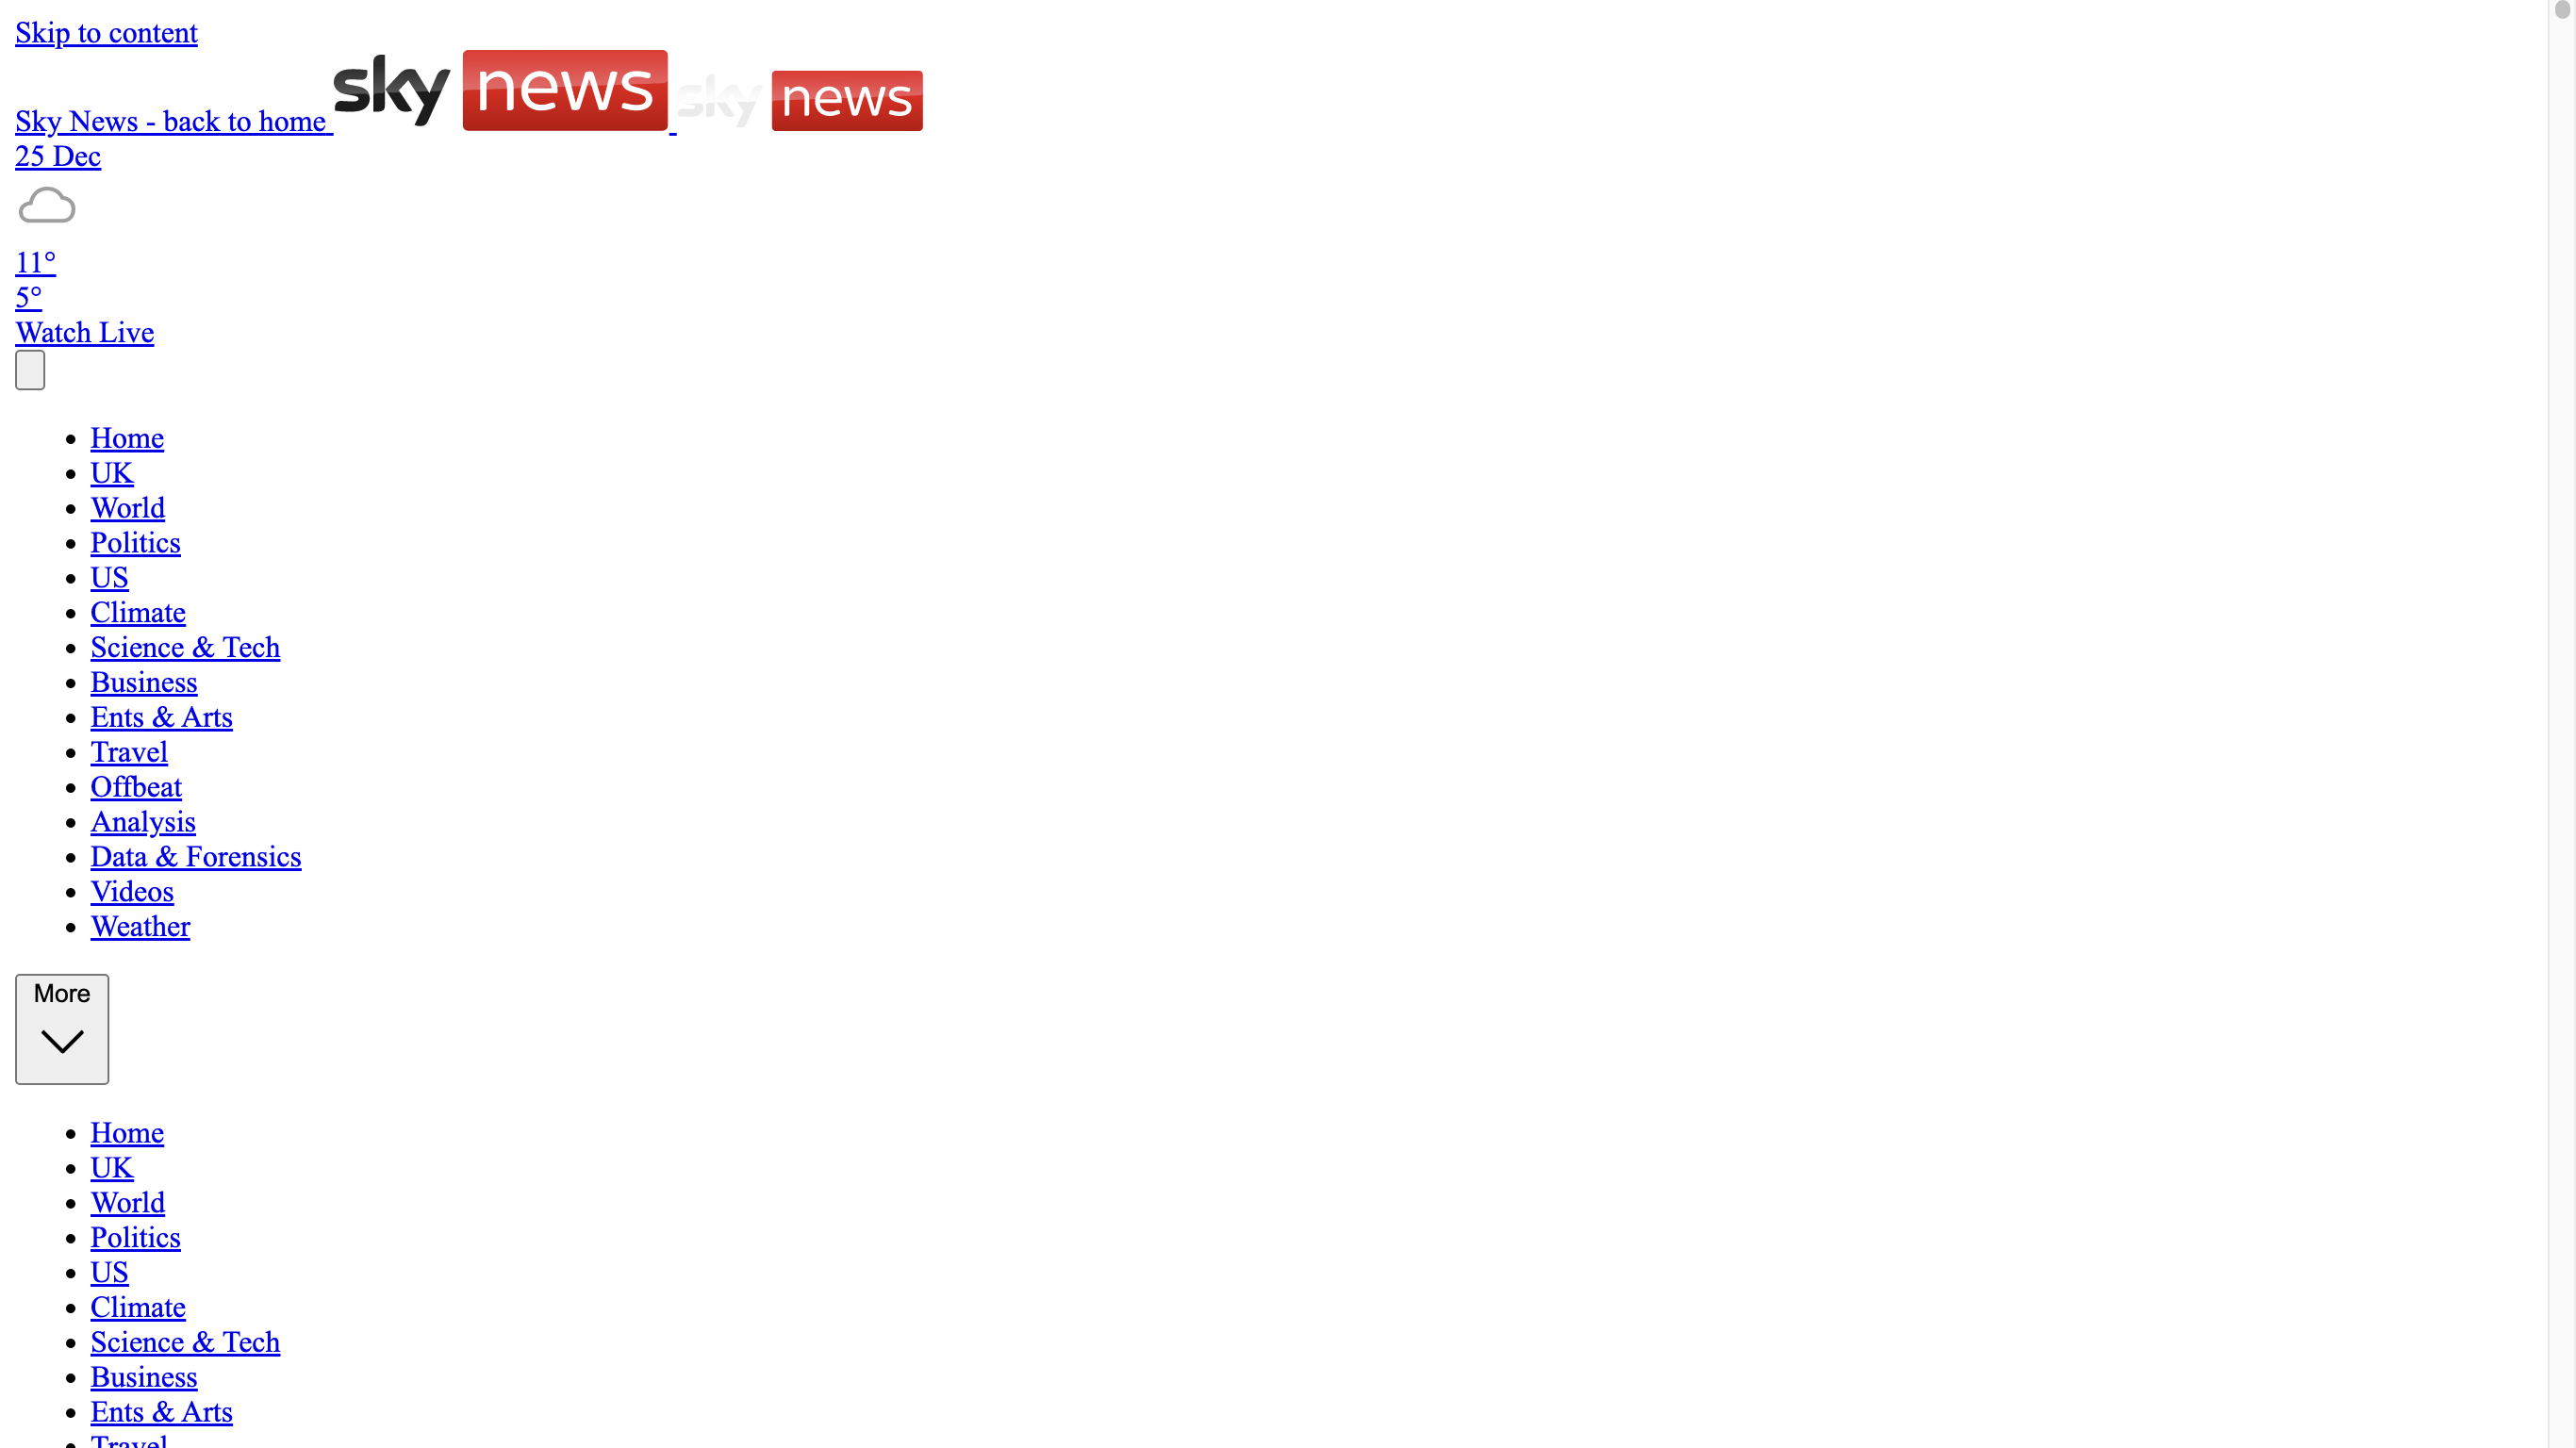 Skip to content
Sky News - back to home sky news sky news
25 Dec
11°
5°
Watch Live
Home
UK
World
Politics
US
Climate
Science & Tech
Business
Ents & Arts
Travel
Offbeat
Analysis
Data & Forensics
Videos
Weather
More
Home
UK
World
Politics
US
Climate
Science & Tech
Business
Ents & Arts
Travel